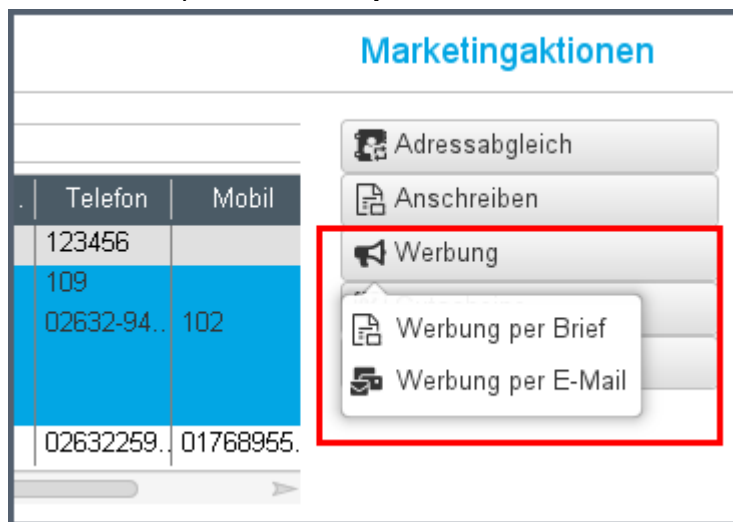 Marketingaktionen
Adressabgleich
. Telefon Mobil
Anschreiben
123456
Werbung
109
02632-94.. 102
Werbung per Brief
Werbung per E-Mail
02632259.. 01768955.